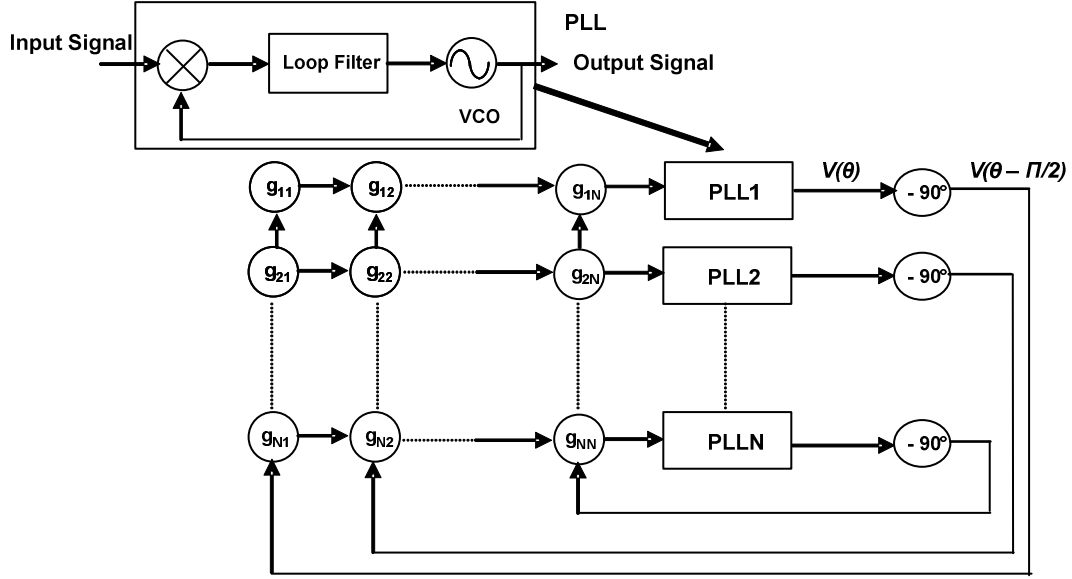 PLL
Input Signal
Loop Filter
Output Signal
VCO
g11 g12 g1N PLL1 V(θ) - 90° V(θ – Π/2)
g21 g22 g2N PLL2 - 90°
gN1 gN2 gNN PLLN - 90°